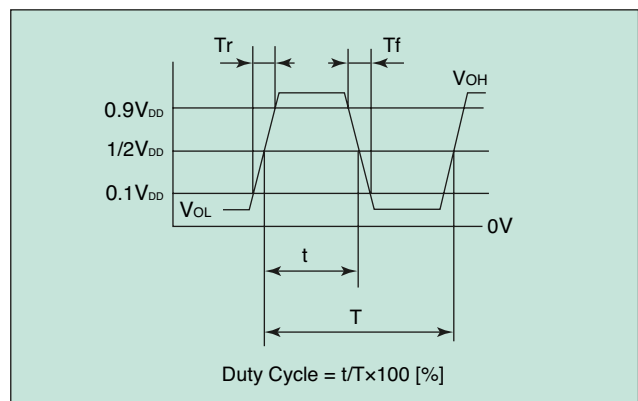 Tr
Tf
VOH
0.9VDD
1/2VDD
0.1VDD
VOL
0V
t
T
Duty Cycle = t/T×100 [%]